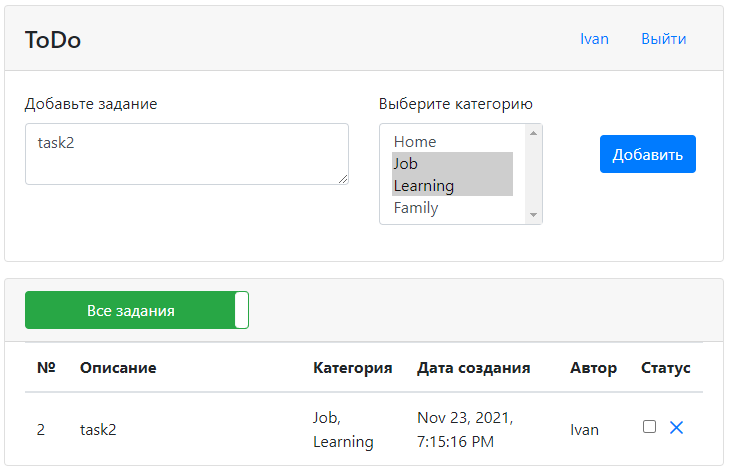 ToDo Ivan Выйти
Добавьте задание Выберите категорию
task2
Home
Job
Learning
Family
Добавить
Все задания
№ Описание Категория Дата создания Автор Статус
2 task2 Job, Learning Nov 23, 2021, 7:15:16 PM Ivan